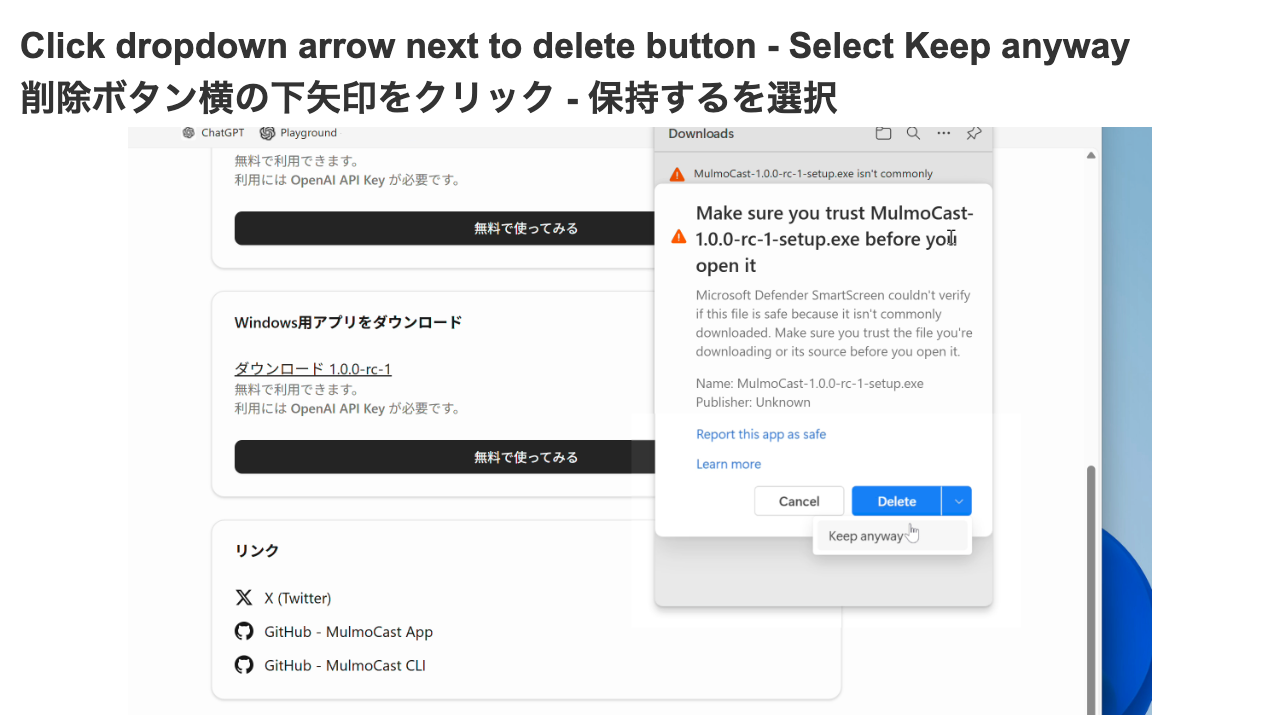 Click dropdown arrow next to delete button - Select Keep anyway
削除ボタン横の下矢印をクリック - 保持するを選択
ChatGPT Playground
無料で利用できます。
利用には OpenAI API Key が必要です。
無料で使ってみる
Windows用アプリをダウンロード
ダウンロード 1.0.0-rc-1
無料で利用できます。
利用には OpenAI API Key が必要です。
無料で使ってみる
リンク
X (Twitter)
GitHub - MulmoCast App
GitHub - MulmoCast CLI
Downloads
MulmoCast-1.0.0-rc-1-setup.exe isn't commonly
Make sure you trust MulmoCast-
1.0.0-rc-1-setup.exe before you
open it
Microsoft Defender SmartScreen couldn't verify
if this file is safe because it isn't commonly
downloaded. Make sure you trust the file you're
downloading or its source before you open it.
Name: MulmoCast-1.0.0-rc-1-setup.exe
Publisher: Unknown
Report this app as safe
Learn more
Cancel
Delete
Keep anyway